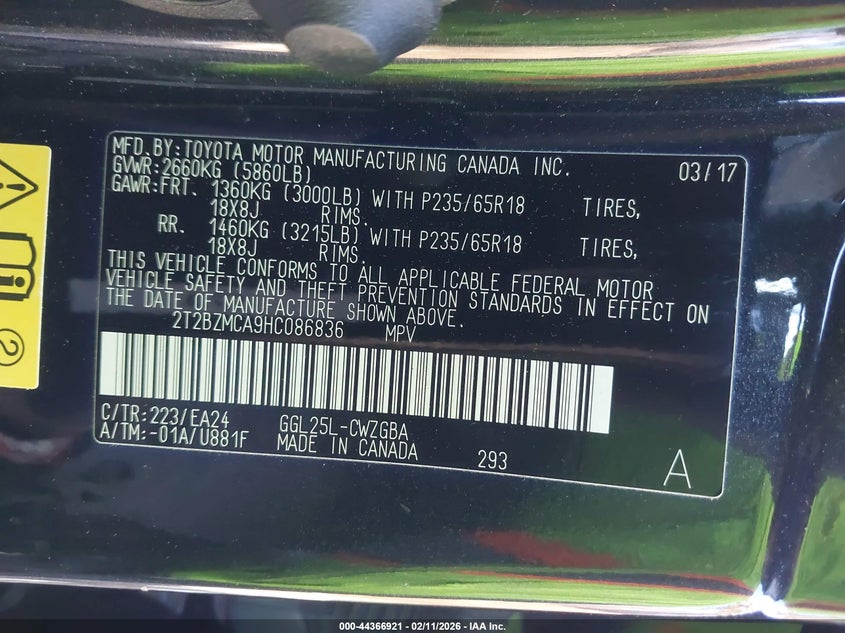 MFD.BY:TOYOTA MOTOR MANUFACTURING CANADA INC. 03/17
GVWR:2660KG (5860LB)
GAWR:FRT. 1360KG (3000LB) WITH P235/65R18 TIRES,
18X8J RIMS.
RR. 1460KG (3215LB) WITH P235/65R18 TIRES,
18X8J RIMS.
THIS VEHICLE CONFORMS TO ALL APPLICABLE FEDERAL MOTOR
VEHICLE SAFETY AND THEFT PREVENTION STANDARDS IN EFFECT ON
THE DATE OF MANUFACTURE SHOWN ABOVE.
2T2BZMCA9HC086836 MPV
C/TR:223/EA24 GGL25L-CWZGBA
A/TM:-01A/U881F MADE IN CANADA 293
A
2
000-44366921 - 02/11/2026 - IAA Inc.